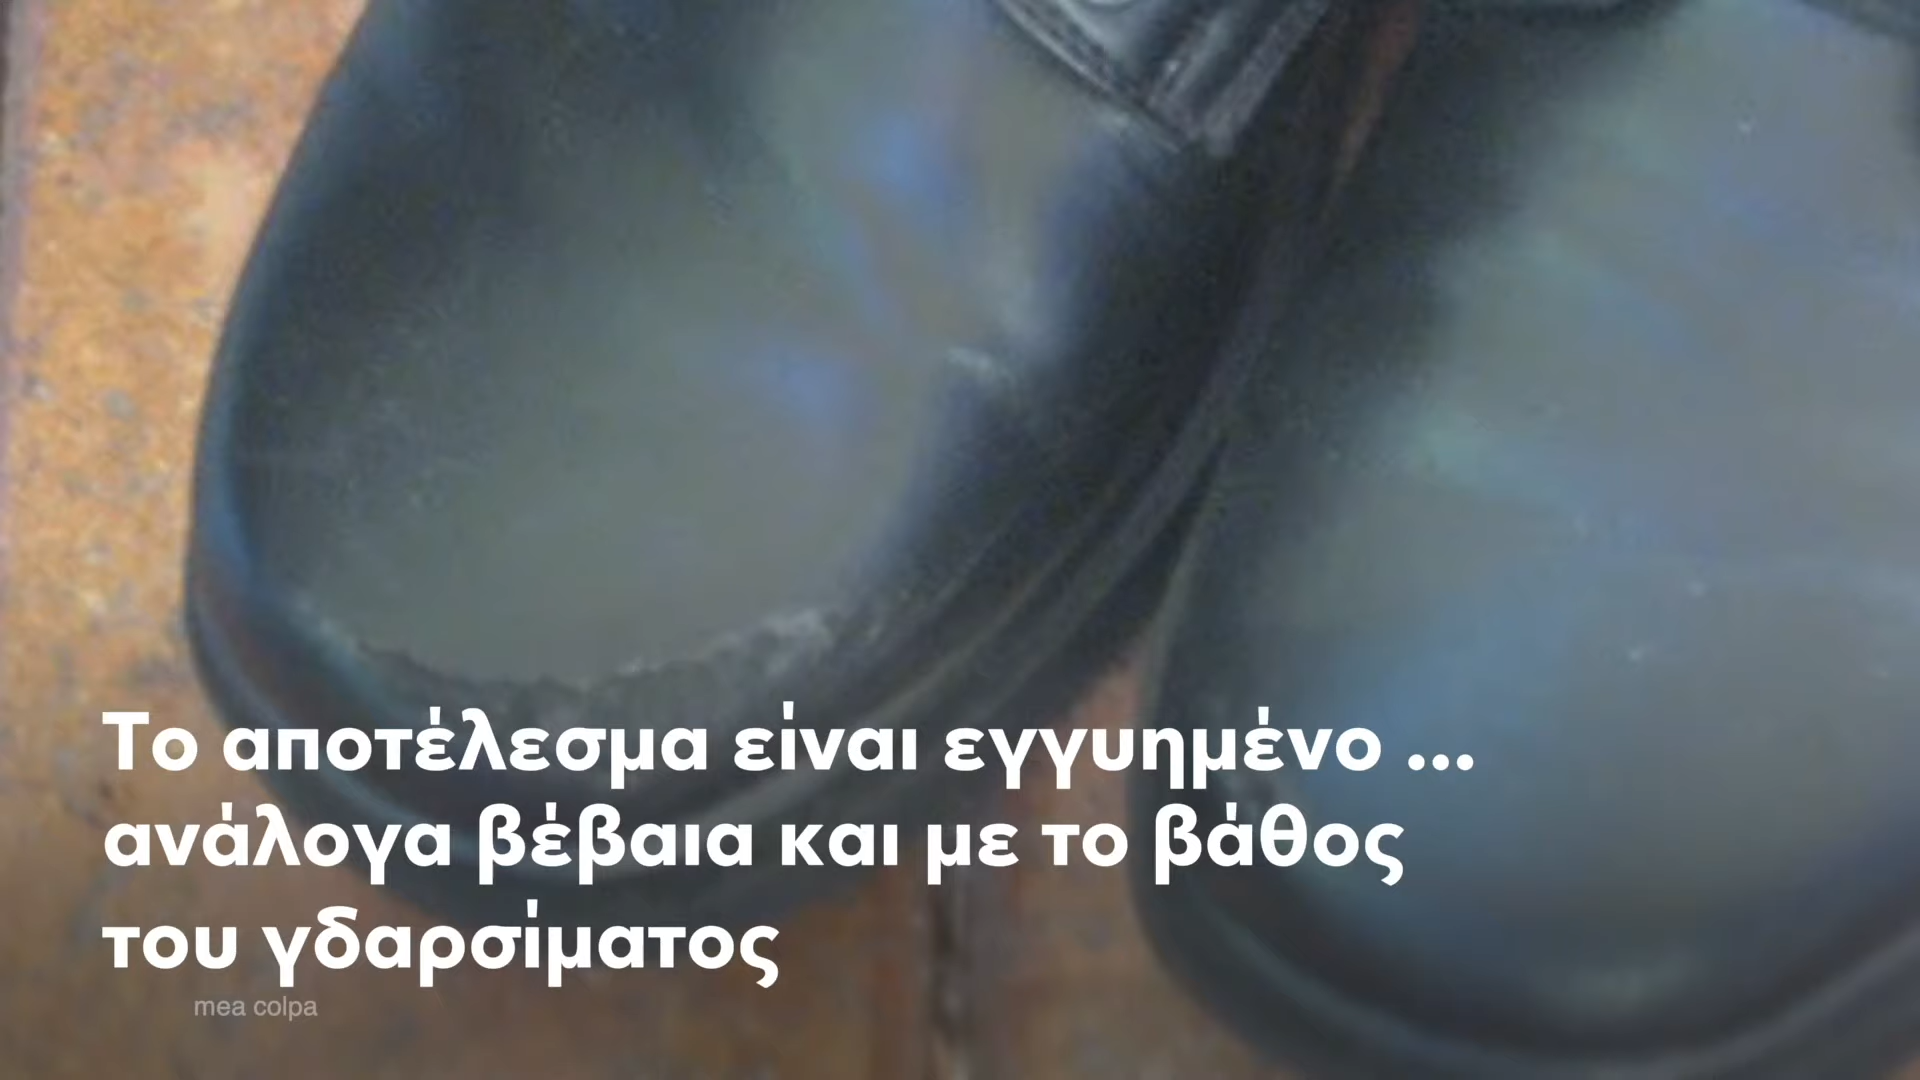 Το αποτέλεσμα είναι εγγυημένο ...
ανάλογα βέβαια και με το βάθος
του γδαρσίματος
mea colpa